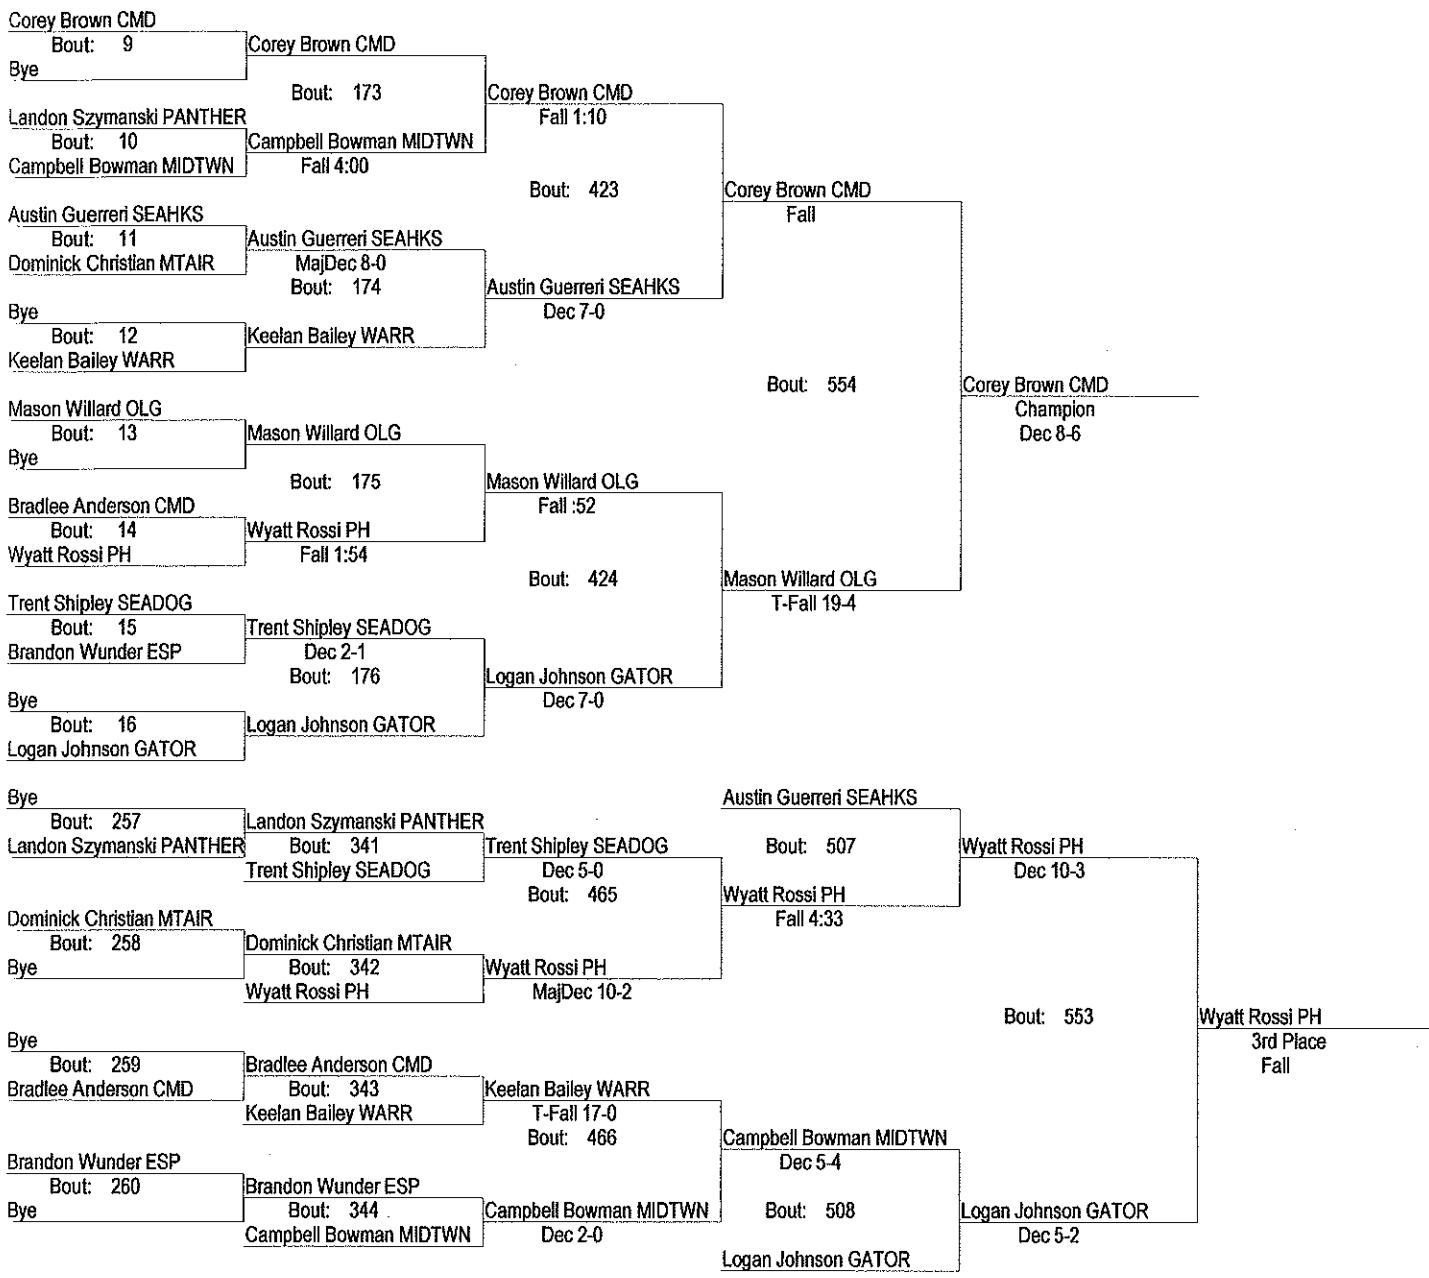 Corey Brown CMD
Bout: 9
Bye
Corey Brown CMD
Bout: 173
Landon Szymanski PANTHER
Bout: 10
Campbell Bowman MIDTWN
Campbell Bowman MIDTWN
Fall 4:00
Corey Brown CMD
Fall 1:10
Bout: 423
Austin Guerreri SEAHKS
Bout: 11
Dominick Christian MTAIR
Austin Guerreri SEAHKS
MajDec 8-0
Bout: 174
Bye
Bout: 12
Keelan Bailey WARR
Keelan Bailey WARR
Austin Guerreri SEAHKS
Dec 7-0
Corey Brown CMD
Fall
Bout: 554
Corey Brown CMD
Champion
Dec 8-6
Mason Willard OLG
Bout: 13
Bye
Mason Willard OLG
Bout: 175
Bradlee Anderson CMD
Bout: 14
Wyatt Rossi PH
Wyatt Rossi PH
Fall 1:54
Mason Willard OLG
Fall :52
Bout: 424
Mason Willard OLG
T-Fall 19-4
Trent Shipley SEADOG
Bout: 15
Brandon Wunder ESP
Trent Shipley SEADOG
Dec 2-1
Bout: 176
Bye
Bout: 16
Logan Johnson GATOR
Logan Johnson GATOR
Logan Johnson GATOR
Dec 7-0
Bye
Bout: 257
Landon Szymanski PANTHER
Landon Szymanski PANTHER
Bout: 341
Trent Shipley SEADOG
Trent Shipley SEADOG
Dec 5-0
Bout: 465
Dominick Christian MTAIR
Bout: 258
Bye
Dominick Christian MTAIR
Bout: 342
Wyatt Rossi PH
Wyatt Rossi PH
MajDec 10-2
Austin Guerreri SEAHKS
Bout: 507
Wyatt Rossi PH
Fall 4:33
Wyatt Rossi PH
Dec 10-3
Bout: 553
Wyatt Rossi PH
3rd Place
Fall
Bye
Bout: 259
Bradlee Anderson CMD
Bradlee Anderson CMD
Bout: 343
Keelan Bailey WARR
Keelan Bailey WARR
T-Fall 17-0
Bout: 466
Brandon Wunder ESP
Bout: 260
Bye
Brandon Wunder ESP
Bout: 344
Campbell Bowman MIDTWN
Campbell Bowman MIDTWN
Dec 2-0
Campbell Bowman MIDTWN
Dec 5-4
Bout: 508
Logan Johnson GATOR
Logan Johnson GATOR
Dec 5-2